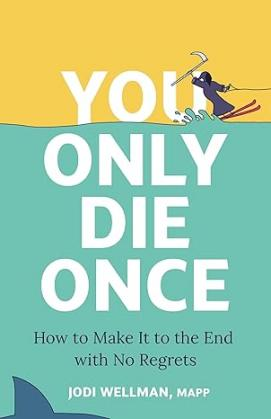 YOU
ONLY
DIE
ONCE
How to Make It to the End
with No Regrets
JODI WELLMAN, MAPP